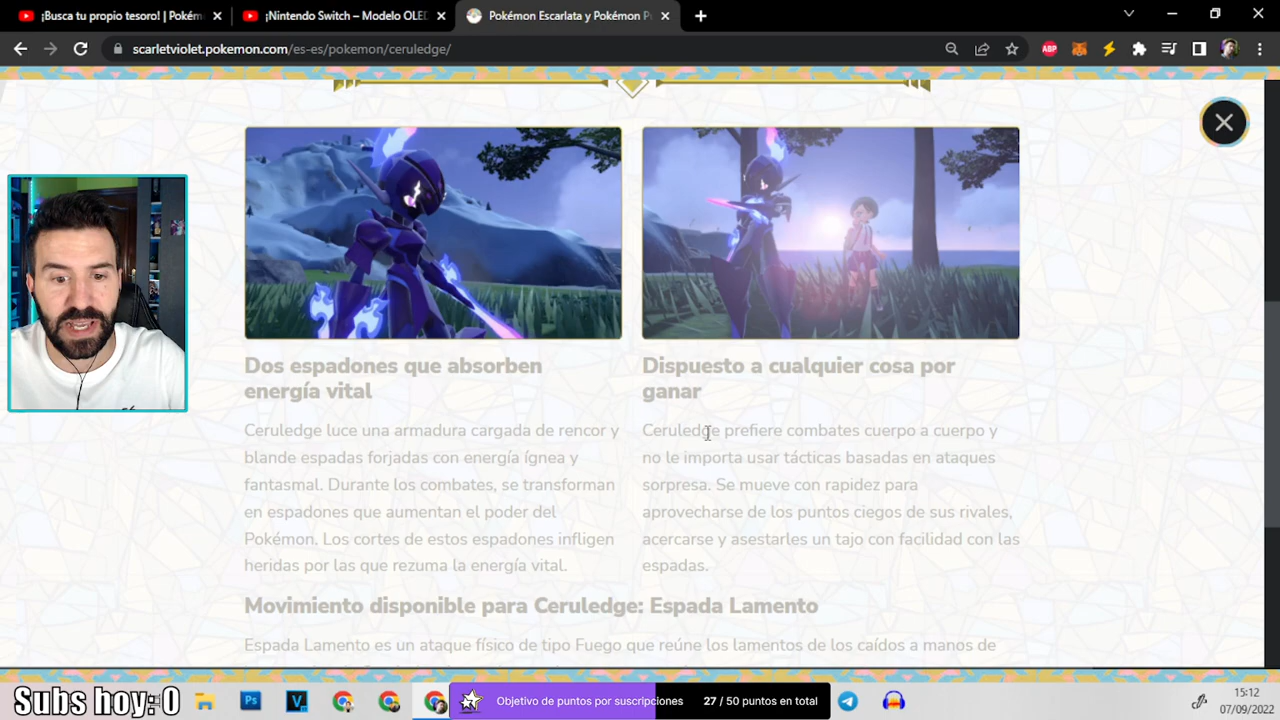 ¡Busca tu propio tesoro! | Pokém
¡Nintendo Switch – Modelo OLED
Pokémon Escarlata y Pokémon P
scarletviolet.pokemon.com/es-es/pokemon/ceruledge/
ABP
Dos espadones que absorben
energía vital
Ceruledge luce una armadura cargada de rencor y
blande espadas forjadas con energía ígnea y
fantasmal. Durante los combates, se transforman
en espadones que aumentan el poder del
Pokémon. Los cortes de estos espadones infligen
heridas por las que rezuma la energía vital.
Dispuesto a cualquier cosa por
ganar
Ceruledge prefiere combates cuerpo a cuerpo y
no le importa usar tácticas basadas en ataques
sorpresa. Se mueve con rapidez para
aprovecharse de los puntos ciegos de sus rivales,
acercarse y asestarles un tajo con facilidad con las
espadas.
Movimiento disponible para Ceruledge: Espada Lamento
Espada Lamento es un ataque físico de tipo Fuego que reúne los lamentos de los caídos a manos de
Subs hoy: 0
Ps
V
Objetivo de puntos por suscripciones
27 / 50 puntos en total
15:12
07/09/2022